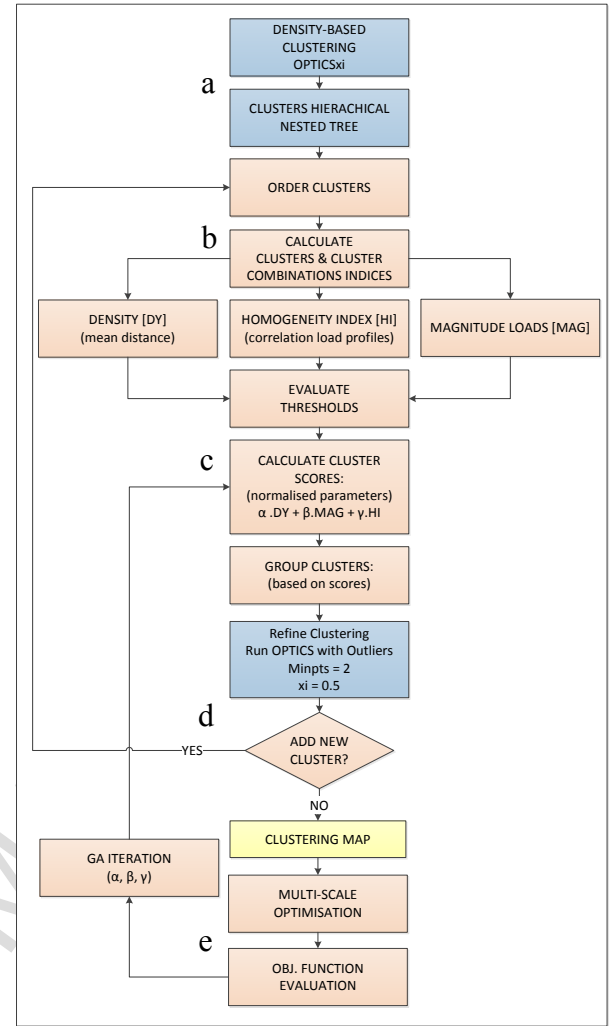 DENSITY-BASED
CLUSTERING
OPTICSxi
a
CLUSTERS HIERACHICAL
NESTED TREE
ORDER CLUSTERS
b
CALCULATE
CLUSTERS & CLUSTER
COMBINATIONS INDICES
DENSITY [DY]
(mean distance)
HOMOGENEITY INDEX [HI]
(correlation load profiles)
MAGNITUDE LOADS [MAG]
EVALUATE
THRESHOLDS
c
CALCULATE CLUSTER
SCORES:
(normalised parameters)
α .DY + β.MAG + γ.HI
GROUP CLUSTERS:
(based on scores)
Refine Clustering
Run OPTICS with Outliers
Minpts = 2
xi = 0.5
d
ADD NEW
CLUSTER?
YES
NO
CLUSTERING MAP
GA ITERATION
(α, β, γ)
MULTI-SCALE
OPTIMISATION
e
OBJ. FUNCTION
EVALUATION